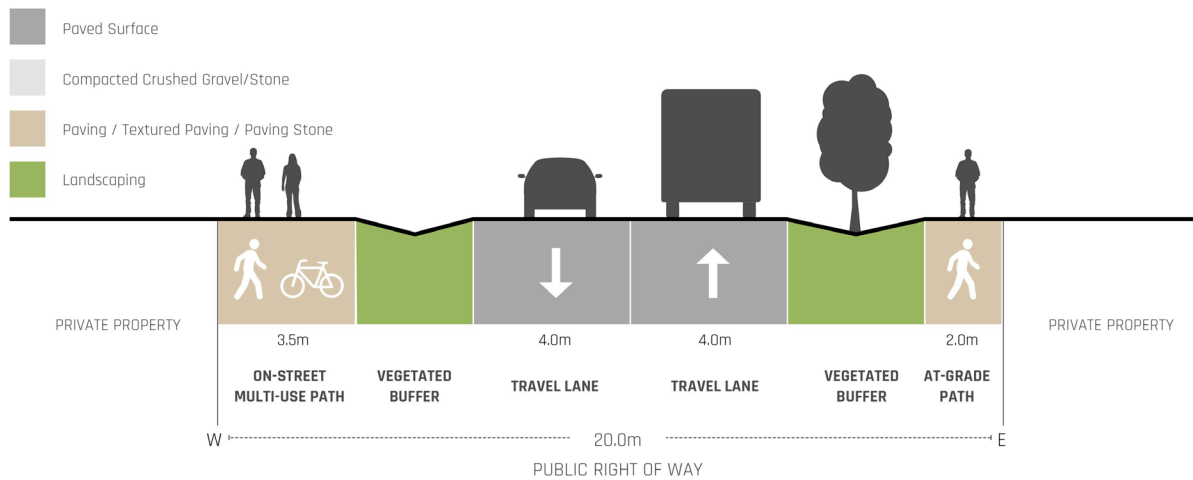 Paved Surface
Compacted Crushed Gravel/Stone
Paving / Textured Paving / Paving Stone
Landscaping
PRIVATE PROPERTY
PRIVATE PROPERTY
3.5m
4.0m
4.0m
2.0m
ON-STREET
MULTI-USE PATH
VEGETATED
BUFFER
TRAVEL LANE
TRAVEL LANE
VEGETATED
BUFFER
AT-GRADE
PATH
W
20.0m
E
PUBLIC RIGHT OF WAY